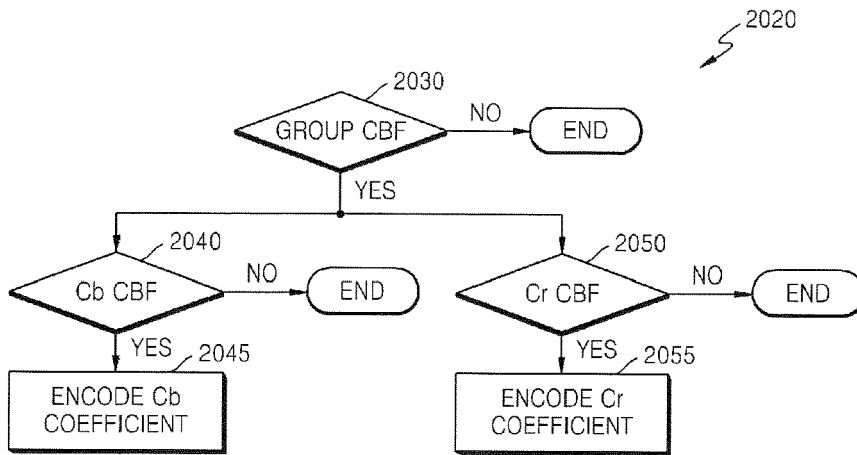 2020
2030
GROUP CBF
NO
END
YES
2040
Cb CBF
NO
END
YES
2045
ENCODE Cb
COEFFICIENT
2050
Cr CBF
NO
END
YES
2055
ENCODE Cr
COEFFICIENT